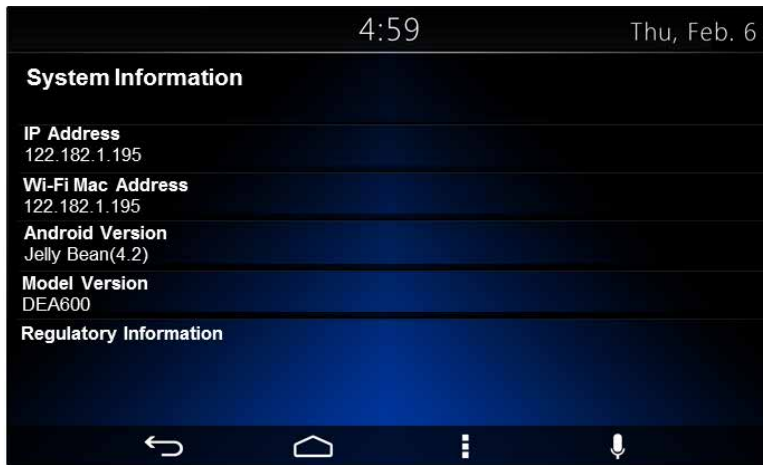 4:59
Thu, Feb. 6
System Information
IP Address
122.182.1.195
Wi-Fi Mac Address
122.182.1.195
Android Version
Jelly Bean(4.2)
Model Version
DEA600
Regulatory Information